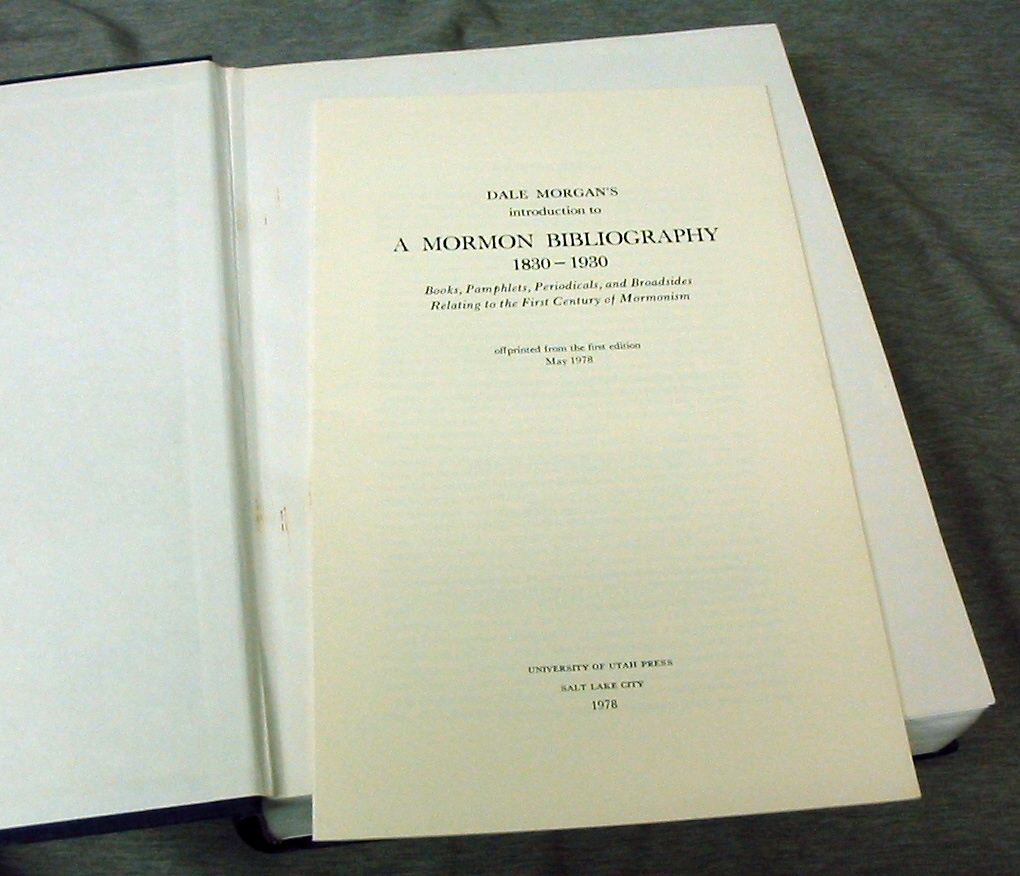 DALE MORGAN'S
introduction to
A MORMON BIBLIOGRAPHY
1830 – 1930
Books, Pamphlets, Periodicals, and Broadsides
Relating to the First Century of Mormonism
offprinted from the first edition
May 1978
UNIVERSITY OF UTAH PRESS
SALT LAKE CITY
1978